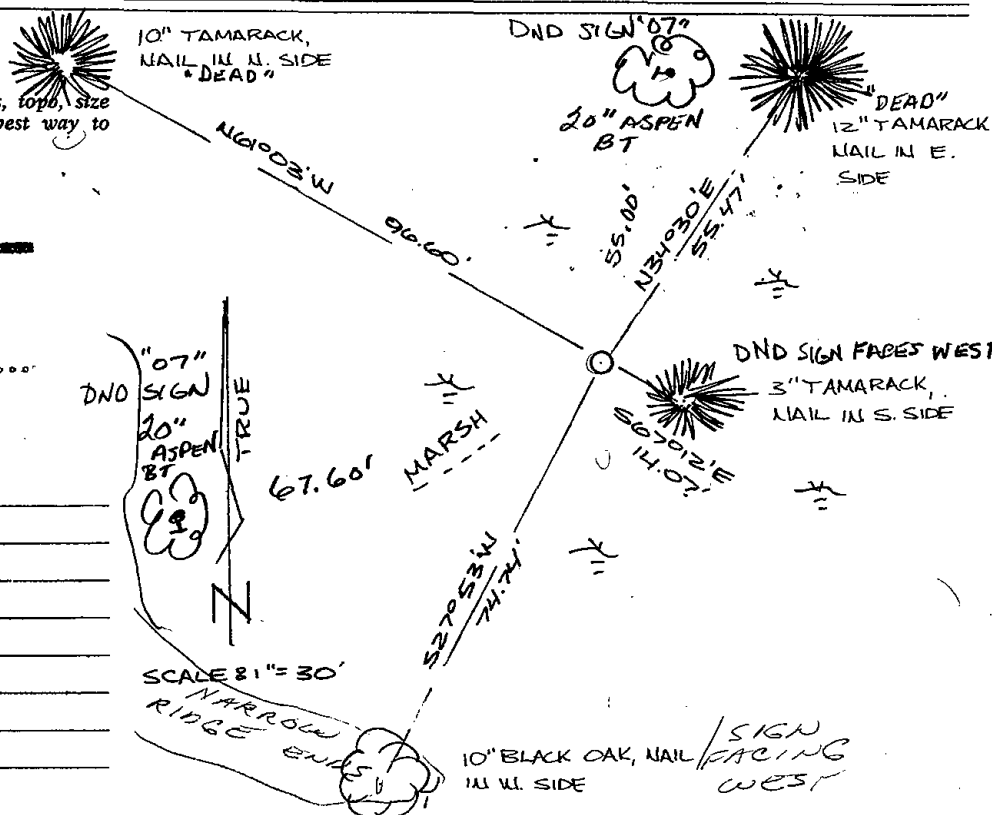 10" TAMARACK,
NAIL IN N. SIDE
"DEAD"
DND SIGN "07"
20" ASPEN
BT
"DEAD"
12" TAMARACK
NAIL IN E.
SIDE
s, topo, size
best way to
N61°03'W
96.60'
55.00'
N34°30'E
55.47'
DND SIGN FACES WEST
3" TAMARACK,
NAIL IN S. SIDE
S67°12'E
14.07'
"07"
DND SIGN
20"
ASPEN
BT
TRUE
N
67.60'
MARSH
S27°53'W
74.74'
SCALE 81"=30'
NARROW
RIDGE ENDS
10" BLACK OAK, NAIL
IN W. SIDE
SIGN
FACING
WEST